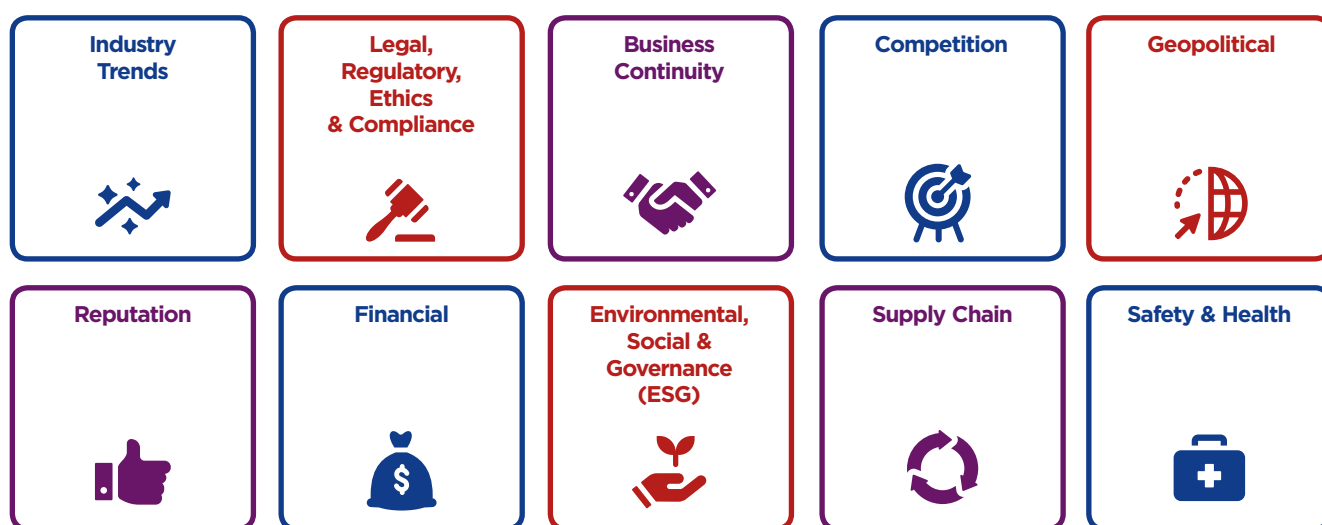 Industry
Trends
Legal,
Regulatory,
Ethics
& Compliance
Business
Continuity
Competition
Geopolitical
Reputation
Financial
$
Environmental,
Social &
Governance
(ESG)
Supply Chain
Safety & Health